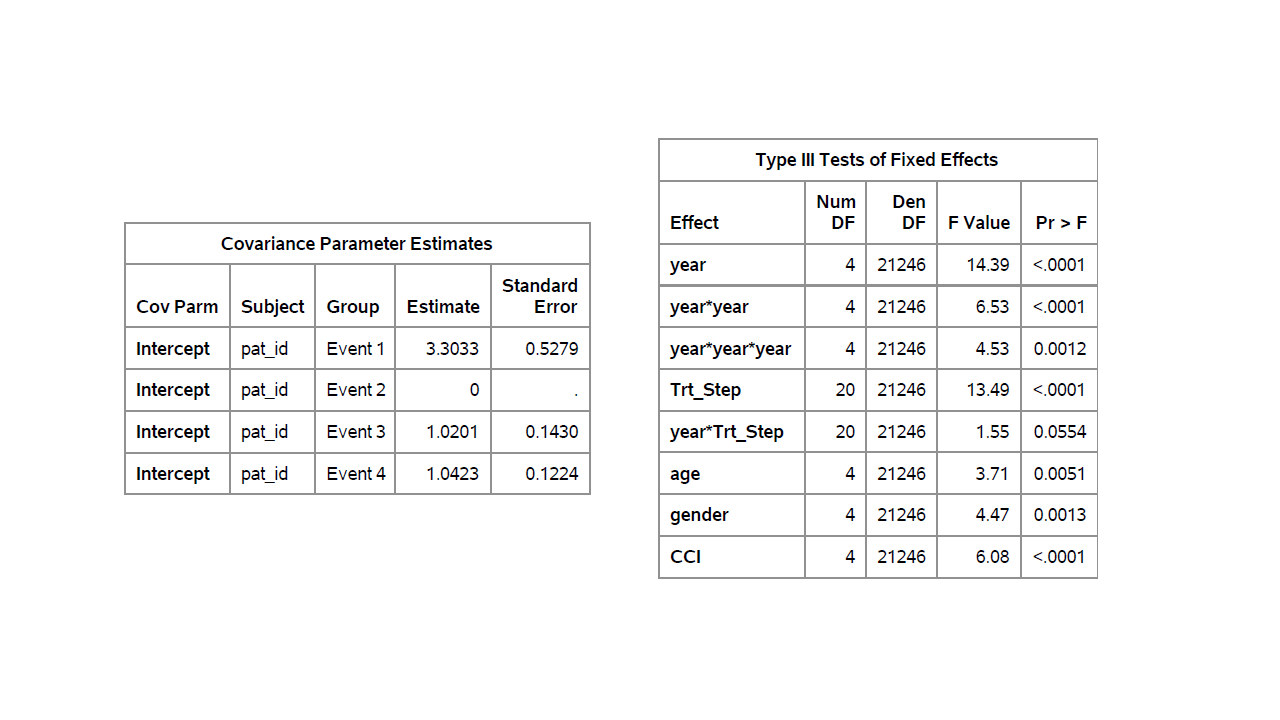 Covariance Parameter Estimates
Cov Parm Subject Group Estimate Standard Error
Intercept pat_id Event 1 3.3033 0.5279
Intercept pat_id Event 2 0 .
Intercept pat_id Event 3 1.0201 0.1430
Intercept pat_id Event 4 1.0423 0.1224
Type III Tests of Fixed Effects
Effect Num DF Den DF F Value Pr > F
year 4 21246 14.39 <.0001
year*year 4 21246 6.53 <.0001
year*year*year 4 21246 4.53 0.0012
Trt_Step 20 21246 13.49 <.0001
year*Trt_Step 20 21246 1.55 0.0554
age 4 21246 3.71 0.0051
gender 4 21246 4.47 0.0013
CCI 4 21246 6.08 <.0001